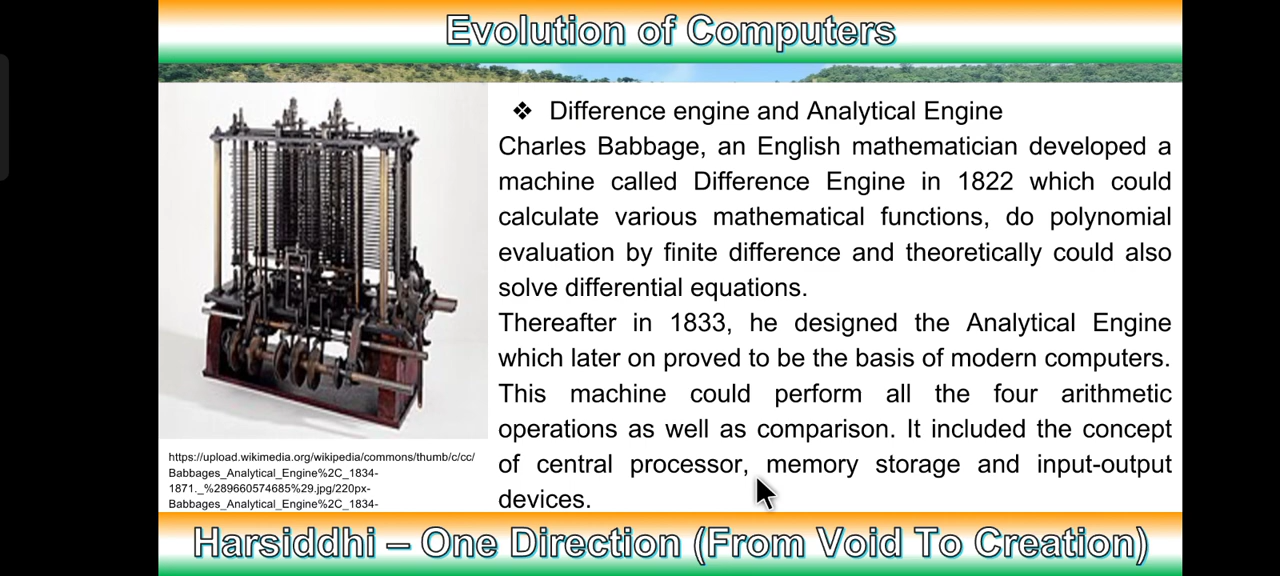 Evolution of Computers
❖ Difference engine and Analytical Engine
Charles Babbage, an English mathematician developed a
machine called Difference Engine in 1822 which could
calculate various mathematical functions, do polynomial
evaluation by finite difference and theoretically could also
solve differential equations.
Thereafter in 1833, he designed the Analytical Engine
which later on proved to be the basis of modern computers.
This machine could perform all the four arithmetic
operations as well as comparison. It included the concept
of central processor, memory storage and input-output
devices.
https://upload.wikimedia.org/wikipedia/commons/thumb/c/cc/
Babbages_Analytical_Engine%2C_1834-
1871._%289660574685%29.jpg/220px-
Babbages_Analytical_Engine%2C_1834-
Harsiddhi – One Direction (From Void To Creation)